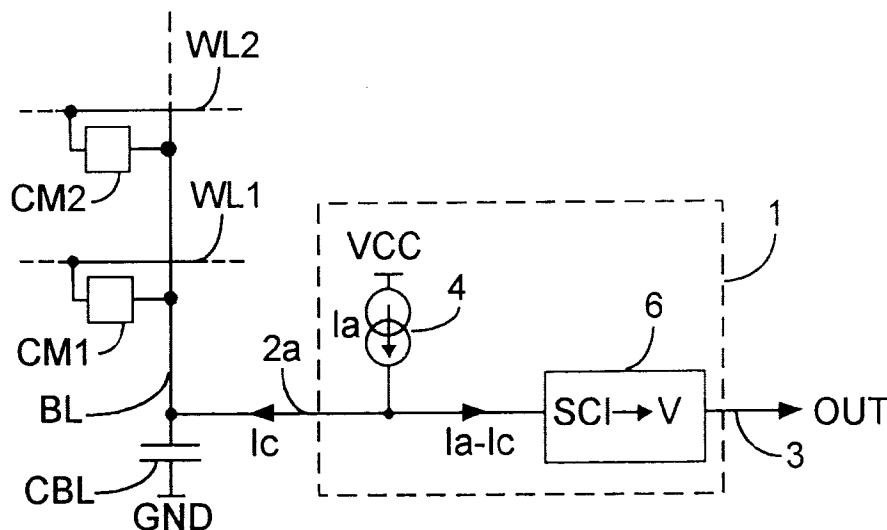 WL2
CM2
WL1
1
VCC
4
Ia
CM1
2a
6
BL
SCI→V
OUT
Ic
Ia-Ic
3
CBL
GND